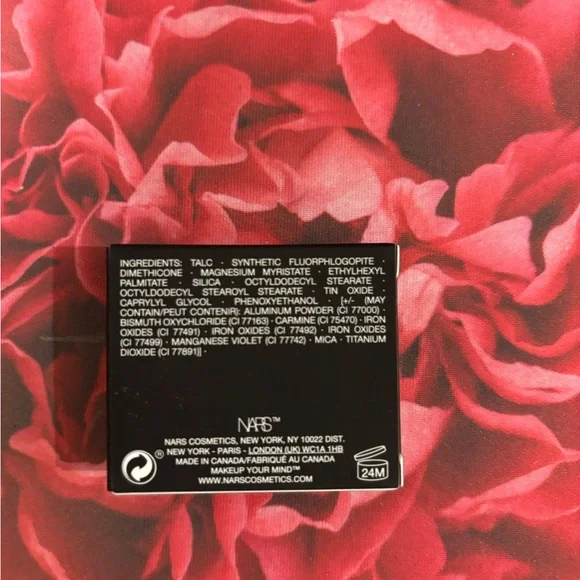 INGREDIENTS: TALC · SYNTHETIC FLUORPHLOGOPITE ·
DIMETHICONE · MAGNESIUM MYRISTATE · ETHYLHEXYL
PALMITATE · SILICA · OCTYLDODECYL STEARATE ·
OCTYLDODECYL STEAROYL STEARATE · TIN OXIDE ·
CAPRYLYL GLYCOL · PHENOXYETHANOL · [+/- (MAY
CONTAIN/PEUT CONTENIR): ALUMINUM POWDER (CI 77000) ·
BISMUTH OXYCHLORIDE (CI 77163) · CARMINE (CI 75470) · IRON
OXIDES (CI 77491) · IRON OXIDES (CI 77492) · IRON OXIDES
(CI 77499) · MANGANESE VIOLET (CI 77742) · MICA · TITANIUM
DIOXIDE (CI 77891)] ·
NARS™
NARS COSMETICS, NEW YORK, NY 10022 DIST.
NEW YORK - PARIS - LONDON (UK) WC1A 1HB
MADE IN CANADA/FABRIQUÉ AU CANADA
MAKEUP YOUR MIND™
WWW.NARSCOSMETICS.COM
®
24M